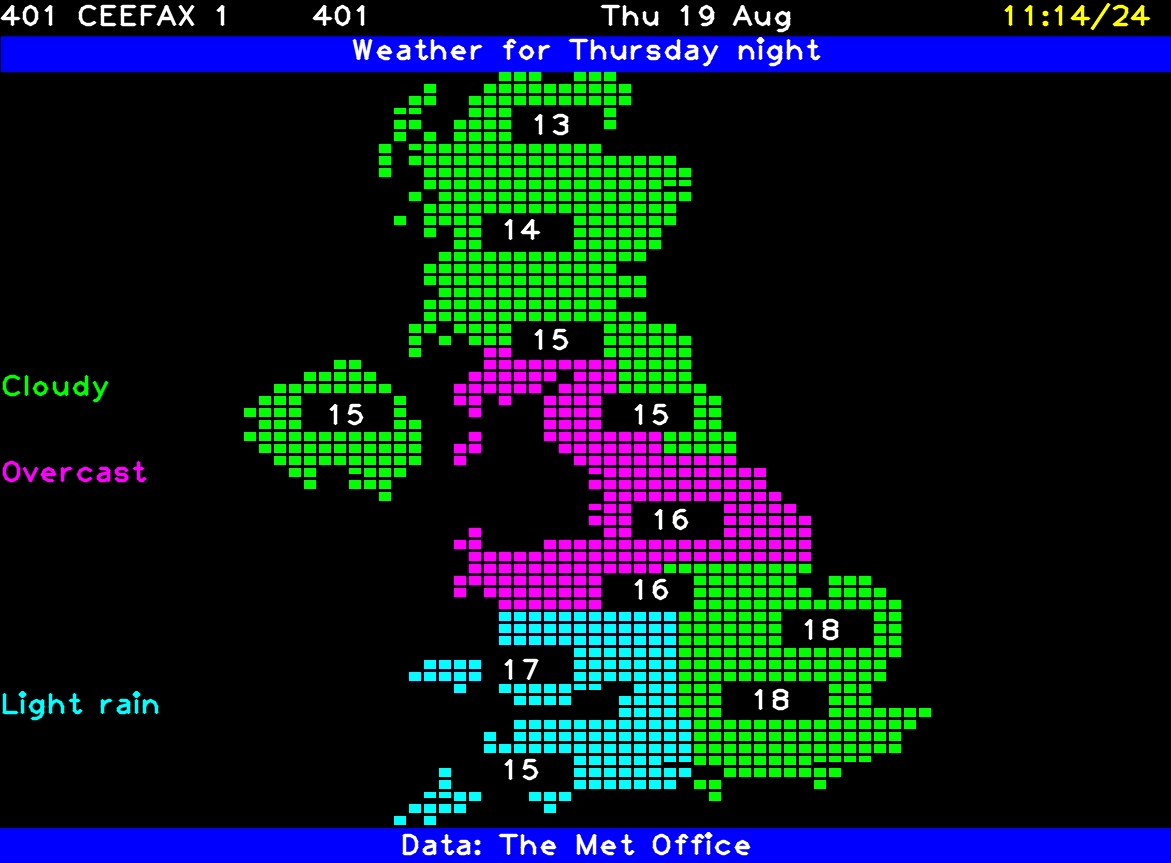 401 CEEFAX 1 401 Thu 19 Aug 11:14/24
Weather for Thursday night
13
14
15
Cloudy
15 15
Overcast
16
16
18
17
Light rain 18
15
Data: The Met Office